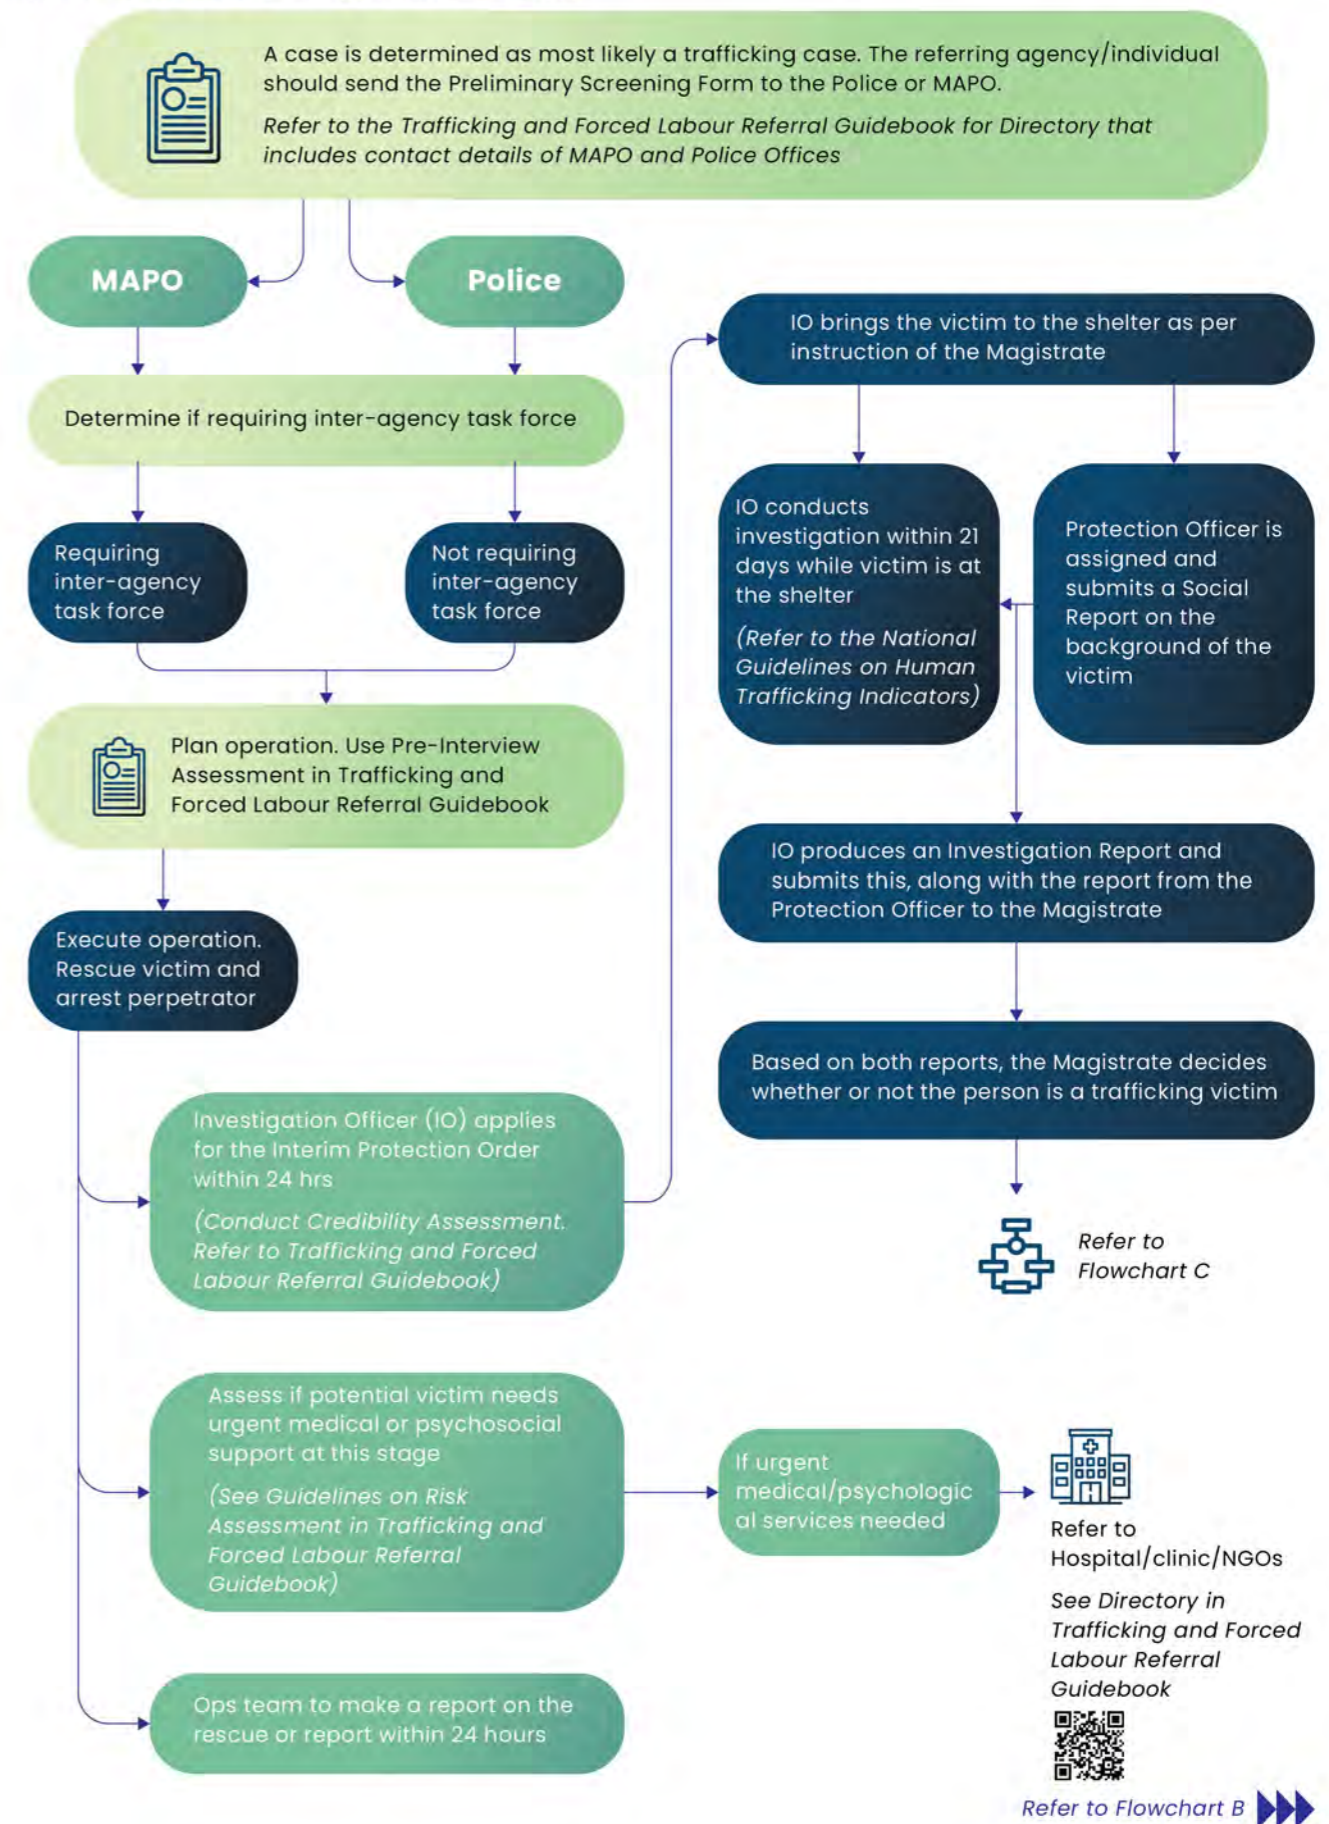 A case is determined as most likely a trafficking case. The referring agency/individual
should send the Preliminary Screening Form to the Police or MAPO.
Refer to the Trafficking and Forced Labour Referral Guidebook for Directory that
includes contact details of MAPO and Police Offices
MAPO
Police
Determine if requiring inter-agency task force
Requiring
inter-agency
task force
Not requiring
inter-agency
task force
Plan operation. Use Pre-Interview
Assessment in Trafficking and
Forced Labour Referral Guidebook
Execute operation.
Rescue victim and
arrest perpetrator
Investigation Officer (IO) applies
for the Interim Protection Order
within 24 hrs
(Conduct Credibility Assessment.
Refer to Trafficking and Forced
Labour Referral Guidebook)
Assess if potential victim needs
urgent medical or psychosocial
support at this stage
(See Guidelines on Risk
Assessment in Trafficking and
Forced Labour Referral
Guidebook)
Ops team to make a report on the
rescue or report within 24 hours
IO brings the victim to the shelter as per
instruction of the Magistrate
IO conducts
investigation within 21
days while victim is at
the shelter
(Refer to the National
Guidelines on Human
Trafficking Indicators)
Protection Officer is
assigned and
submits a Social
Report on the
background of the
victim
IO produces an Investigation Report and
submits this, along with the report from the
Protection Officer to the Magistrate
Based on both reports, the Magistrate decides
whether or not the person is a trafficking victim
Refer to
Flowchart C
If urgent
medical/psychologic
al services needed
Refer to
Hospital/clinic/NGOs
See Directory in
Trafficking and Forced
Labour Referral
Guidebook
Refer to Flowchart B